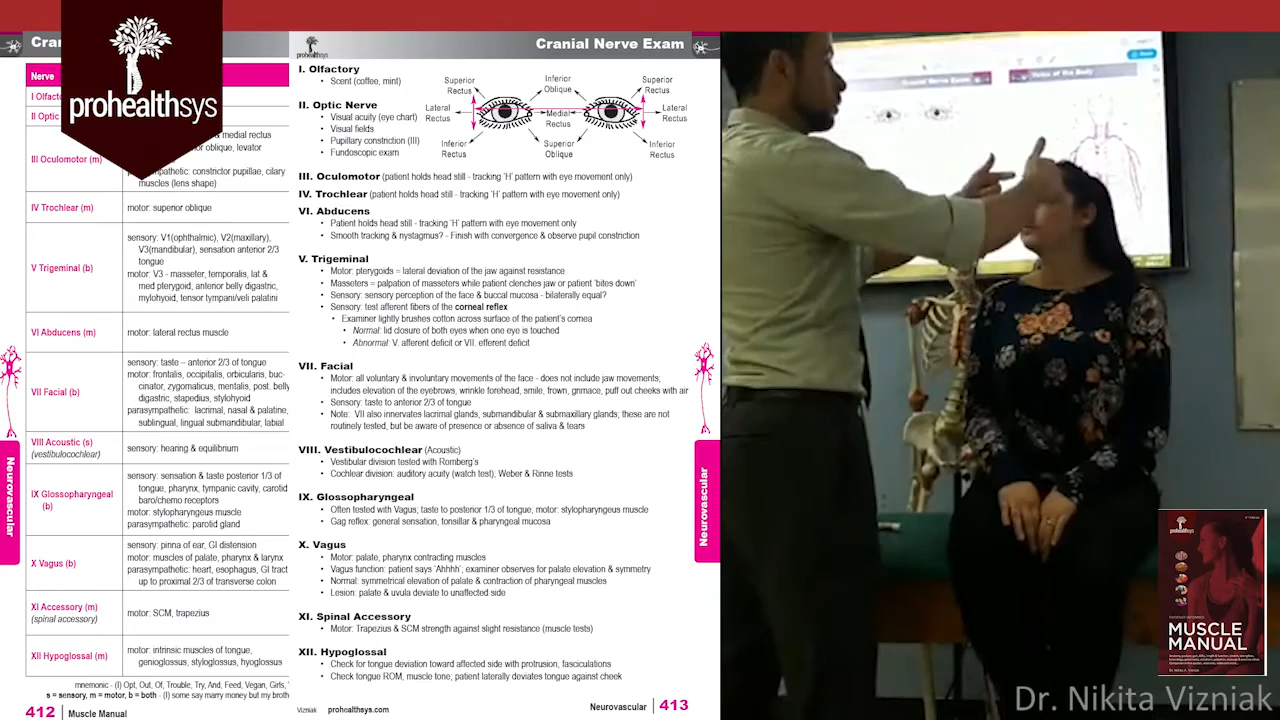 prohealthsys
Cra
Nerve
I Olfac
II Optic
& medial rectus
or oblique, levator
III Oculomotor (m)
pathetic: constrictor pupillae, cilary
muscles (lens shape)
IV Trochlear (m)
motor: superior oblique
sensory: V1(ophthalmic), V2(maxillary),
V3(mandibular), sensation anterior 2/3
tongue
V Trigeminal (b)
motor: V3 - masseter, temporalis, lat &
med pterygoid, anterior belly digastric,
mylohyoid, tensor tympani/veli palatini
VI Abducens (m)
motor: lateral rectus muscle
sensory: taste – anterior 2/3 of tongue
motor: frontalis, occipitalis, orbicularis, buc-
cinator, zygomaticus, mentalis, post. belly
VII Facial (b)
digastric, stapedius, stylohyoid
parasympathetic: lacrimal, nasal & palatine,
sublingual, lingual submandibular, labial
VIII Acoustic (s)
(vestibulocochlear)
sensory: hearing & equilibrium
sensory: sensation & taste posterior 1/3 of
tongue, pharynx, tympanic cavity, carotid
baro/chemo receptors
IX Glossopharyngeal
(b)
motor: stylopharyngeus muscle
parasympathetic: parotid gland
sensory: pinna of ear, GI distension
motor: muscles of palate, pharynx & larynx
X Vagus (b)
parasympathetic: heart, esophagus, GI tract
up to proximal 2/3 of transverse colon
XI Accessory (m)
(spinal accessory)
motor: SCM, trapezius
XII Hypoglossal (m)
motor: intrinsic muscles of tongue,
genioglossus, styloglossus, hyoglossus
mnemonic - (I) Opt, Out, Of, Trouble, Try, And, Feed, Vegan, Girls,
s = sensory, m = motor, b = both - (I) some say marry money but my broth
412 Muscle Manual
Neurovascular
prohealthsys
Cranial Nerve Exam
I. Olfactory
• Scent (coffee, mint)
II. Optic Nerve
• Visual acuity (eye chart)
• Visual fields
• Pupillary constriction (III)
• Fundoscopic exam
Superior Rectus
Inferior Oblique
Superior Rectus
Lateral Rectus
Medial Rectus
Lateral Rectus
Inferior Rectus
Superior Oblique
Inferior Rectus
III. Oculomotor (patient holds head still - tracking 'H' pattern with eye movement only)
IV. Trochlear (patient holds head still - tracking 'H' pattern with eye movement only)
VI. Abducens
• Patient holds head still - tracking 'H' pattern with eye movement only
• Smooth tracking & nystagmus? - Finish with convergence & observe pupil constriction
V. Trigeminal
• Motor: pterygoids = lateral deviation of the jaw against resistance
• Masseters = palpation of masseters while patient clenches jaw or patient 'bites down'
• Sensory: sensory perception of the face & buccal mucosa - bilaterally equal?
• Sensory: test afferent fibers of the corneal reflex
• Examiner lightly brushes cotton across surface of the patient's cornea
• Normal: lid closure of both eyes when one eye is touched
• Abnormal: V. afferent deficit or VII. efferent deficit
VII. Facial
• Motor: all voluntary & involuntary movements of the face - does not include jaw movements;
includes elevation of the eyebrows, wrinkle forehead, smile, frown, grimace, puff out cheeks with air
• Sensory: taste to anterior 2/3 of tongue
• Note: VII also innervates lacrimal glands, submandibular & submaxillary glands; these are not
routinely tested, but be aware of presence or absence of saliva & tears
VIII. Vestibulocochlear (Acoustic)
• Vestibular division tested with Romberg's
• Cochlear division: auditory acuity (watch test); Weber & Rinne tests
IX. Glossopharyngeal
• Often tested with Vagus; taste to posterior 1/3 of tongue; motor: stylopharyngeus muscle
• Gag reflex: general sensation, tonsillar & pharyngeal mucosa
X. Vagus
• Motor: palate, pharynx contracting muscles
• Vagus function: patient says 'Ahhhh'; examiner observes for palate elevation & symmetry
• Normal: symmetrical elevation of palate & contraction of pharyngeal muscles
• Lesion: palate & uvula deviate to unaffected side
XI. Spinal Accessory
• Motor: Trapezius & SCM strength against slight resistance (muscle tests)
XII. Hypoglossal
• Check for tongue deviation toward affected side with protrusion, fasciculations
• Check tongue ROM, muscle tone; patient laterally deviates tongue against cheek
Vizniak prohealthsys.com
Neurovascular 413
Neurovascular
MUSCLE
MANUAL
Dr. Nikita Vizniak